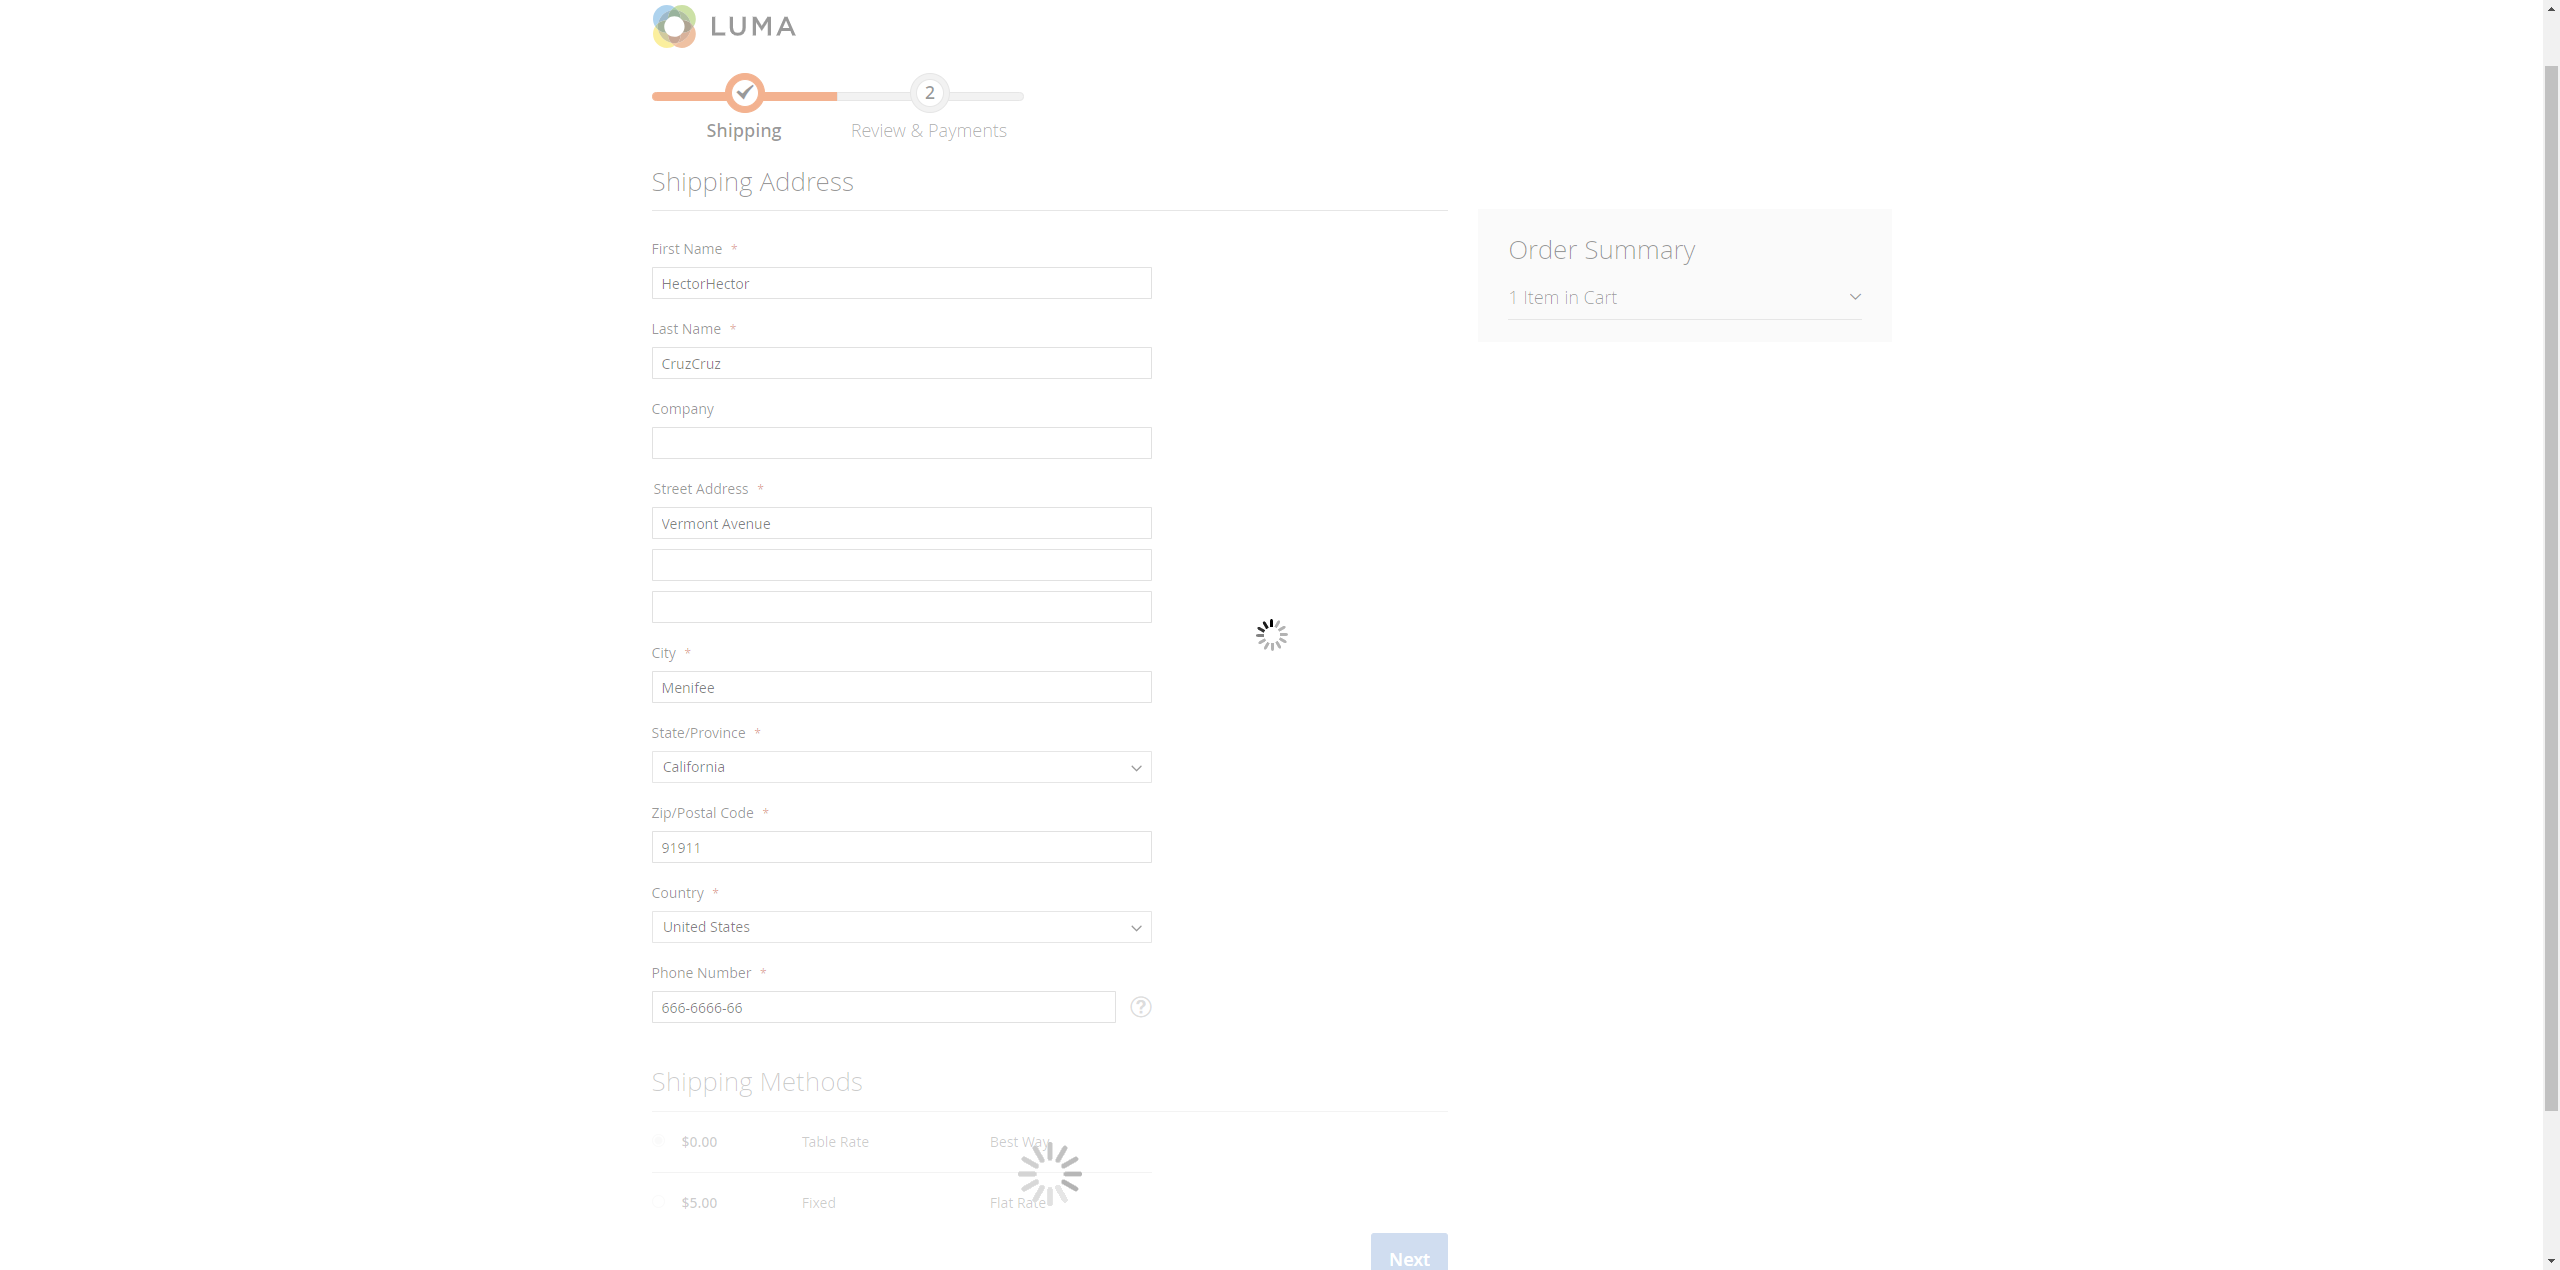 LUMA
2
Shipping
Review & Payments
Shipping Address
First Name *
HectorHector
Last Name *
CruzCruz
Company
Street Address *
Vermont Avenue
City *
Menifee
State/Province *
California
Zip/Postal Code *
91911
Country *
United States
Phone Number *
666-6666-66
?
Shipping Methods
$0.00 Table Rate Best Way
$5.00 Fixed Flat Rate
Next
Order Summary
1 Item in Cart